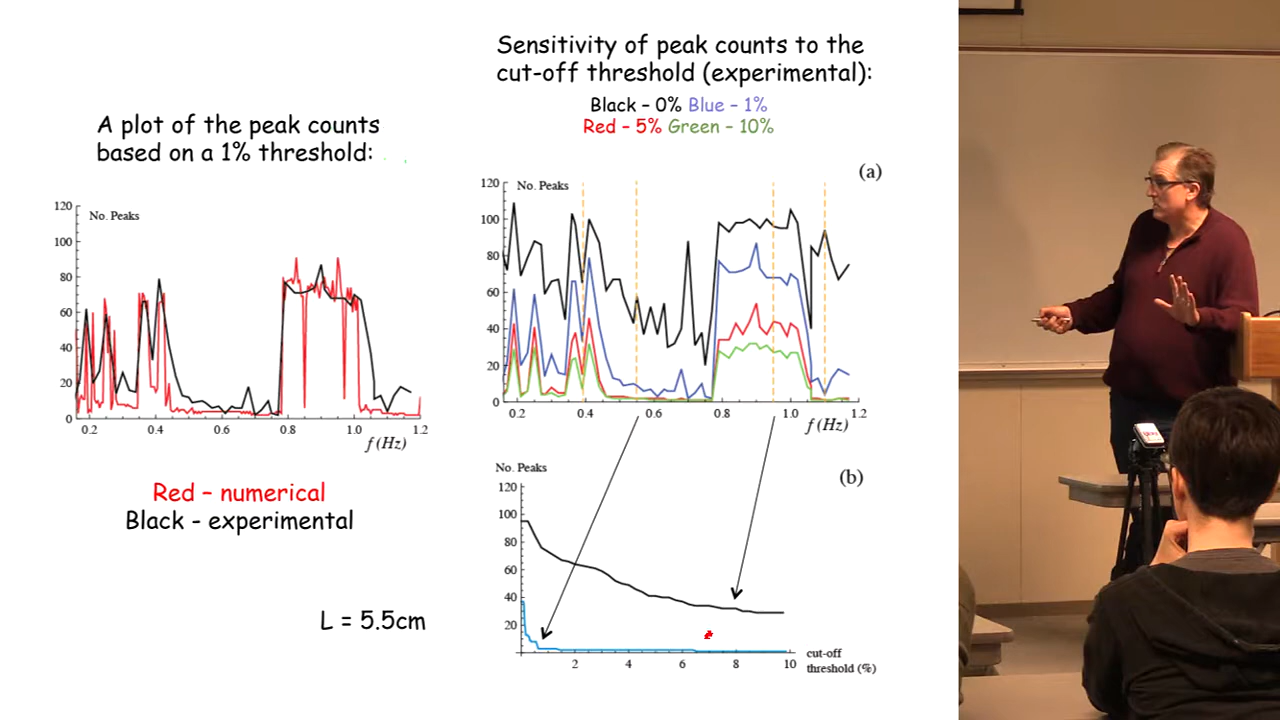 Sensitivity of peak counts to the
cut-off threshold (experimental):
Black – 0% Blue – 1%
Red – 5% Green – 10%
A plot of the peak counts
based on a 1% threshold:
No. Peaks
120
100
80
60
40
20
0
0.2 0.4 0.6 0.8 1.0 1.2
f (Hz)
Red – numerical
Black - experimental
L = 5.5cm
(a)
No. Peaks
120
100
80
60
40
20
0
0.2 0.4 0.6 0.8 1.0 1.2
f (Hz)
(b)
No. Peaks
120
100
80
60
40
20
2 4 6 8 10
cut-off
threshold (%)